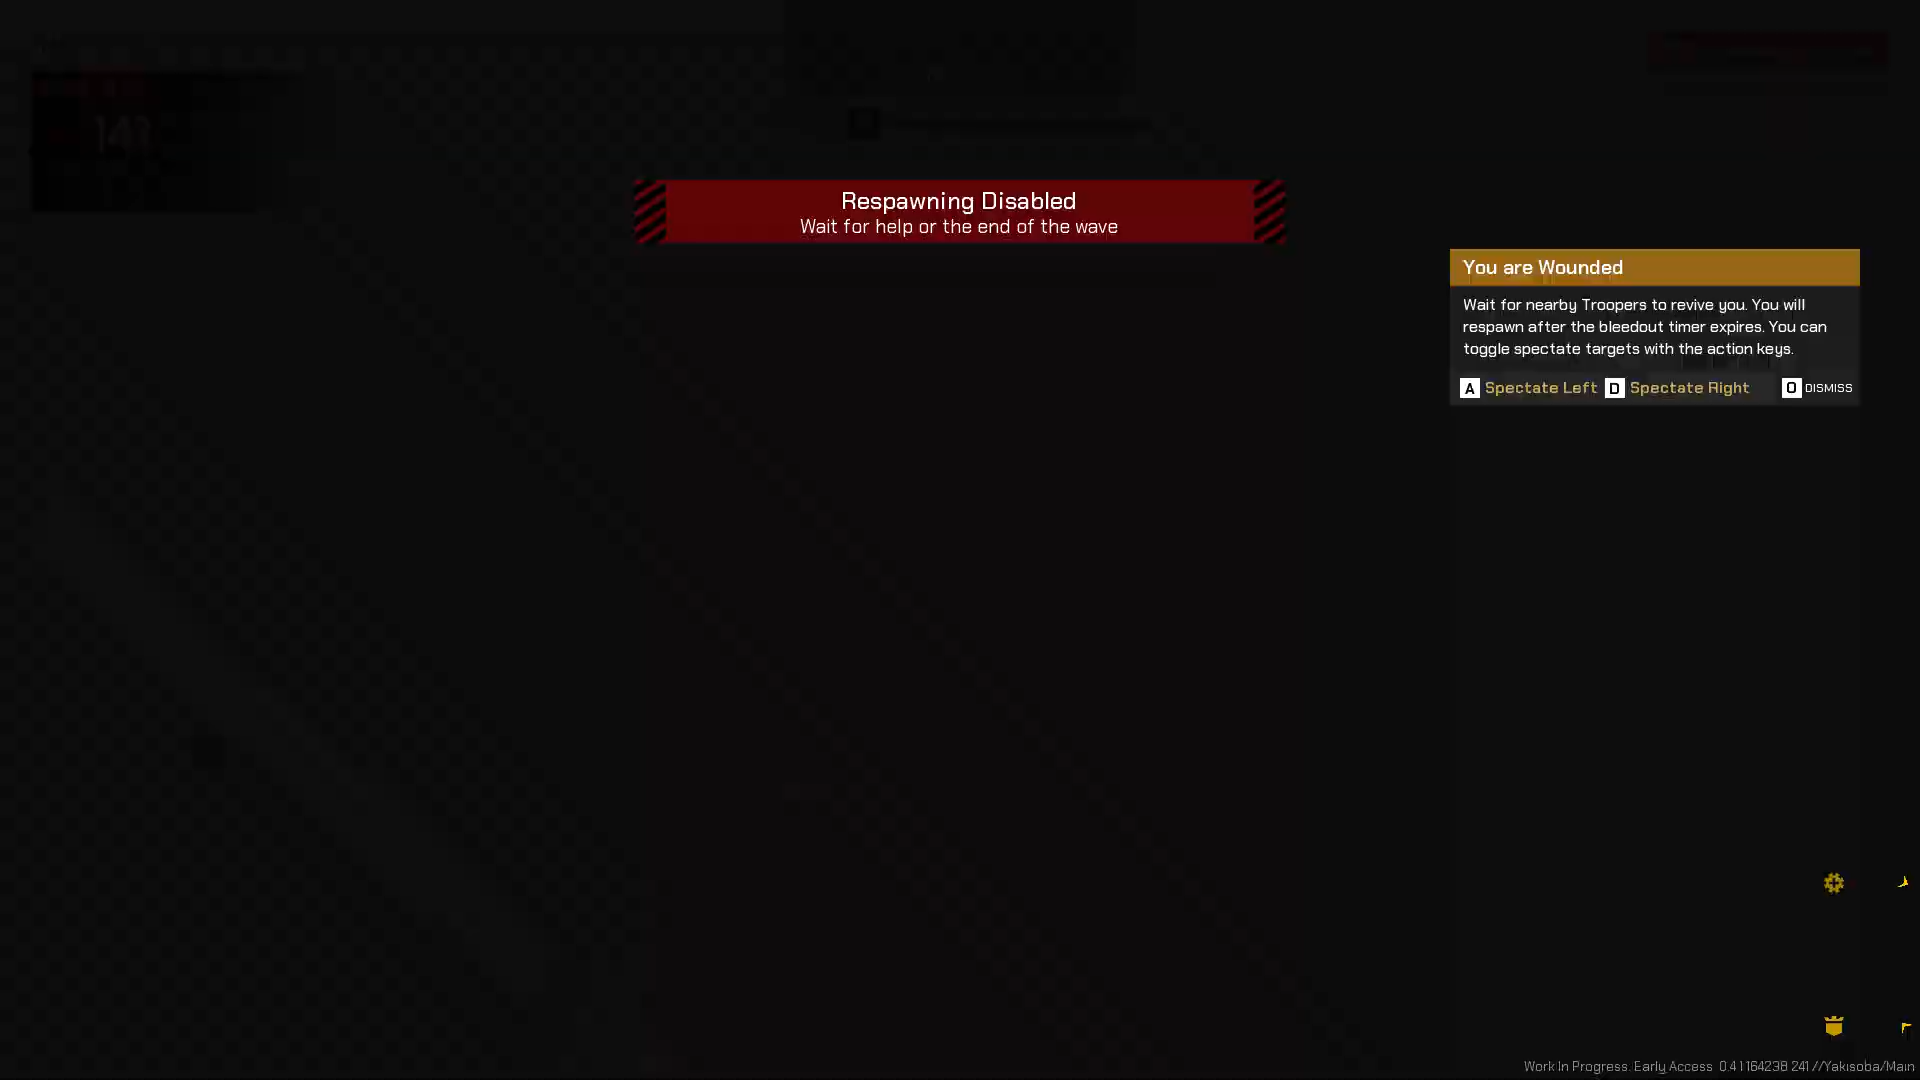 Respawning Disabled
Wait for help or the end of the wave
You are Wounded
Wait for nearby Troopers to revive you. You will
respawn after the bleedout timer expires. You can
toggle spectate targets with the action keys.
A Spectate Left D Spectate Right O DISMISS
Work In Progress. Early Access 0.4.1.164238.241 //Yakisoba/Main